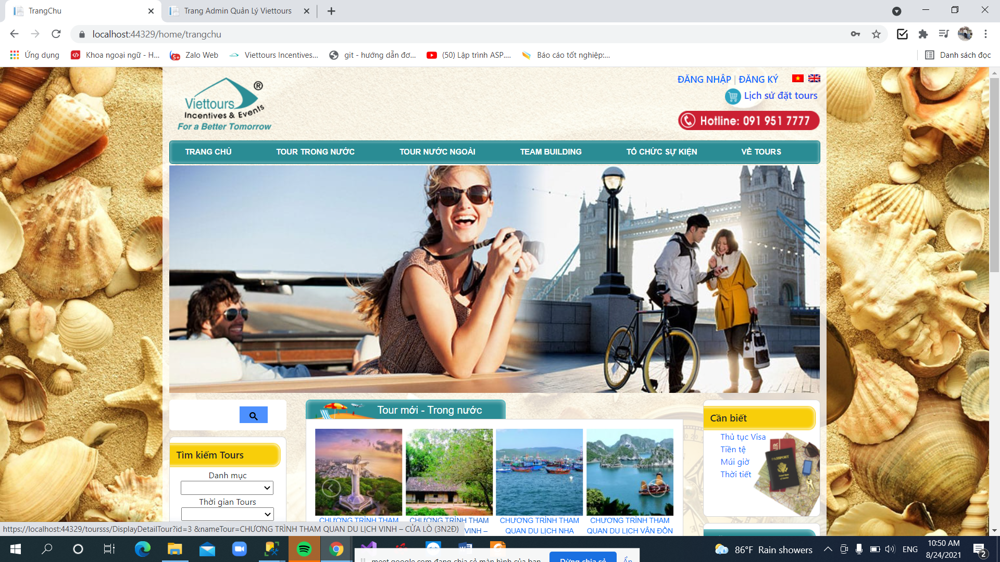 TrangChu
Trang Admin Quản Lý Viettours
localhost:44329/home/trangchu
Ứng dụng
Khoa ngoại ngữ - H...
5+
Zalo Web
Viettours Incentives...
git - hướng dẫn đơ...
(50) Lập trình ASP....
Báo cáo tốt nghiệp:...
Danh sách đọc
Viettours ®
Incentives & Events
For a Better Tomorrow
ĐĂNG NHẬP | ĐĂNG KÝ
Lịch sử đặt tours
Hotline: 091 951 7777
TRANG CHỦ
TOUR TRONG NƯỚC
TOUR NƯỚC NGOÀI
TEAM BUILDING
TỔ CHỨC SỰ KIỆN
VỀ TOURS
Tìm kiếm Tours
Danh mục
Thời gian Tours
Tour mới - Trong nước
CHƯƠNG TRÌNH THAM
CHƯƠNG TRÌNH THAM
VINH –
CHƯƠNG TRÌNH THAM
QUAN DU LỊCH NHA
CHƯƠNG TRÌNH THAM
QUAN DU LỊCH VÂN ĐỒN
Cần biết
Thủ tục Visa
Tiền tệ
Múi giờ
Thời tiết
PASSPORT
https://localhost:44329/toursss/DisplayDetailTour?id=3 &nameTour=CHƯƠNG TRÌNH THAM QUAN DU LỊCH VINH – CỬA LÒ (3N2Đ)
meet.google.com đang chia sẻ màn hình của bạn.
Dừng chia sẻ
Ẩn
86°F Rain showers
ENG
10:50 AM
8/24/2021
2